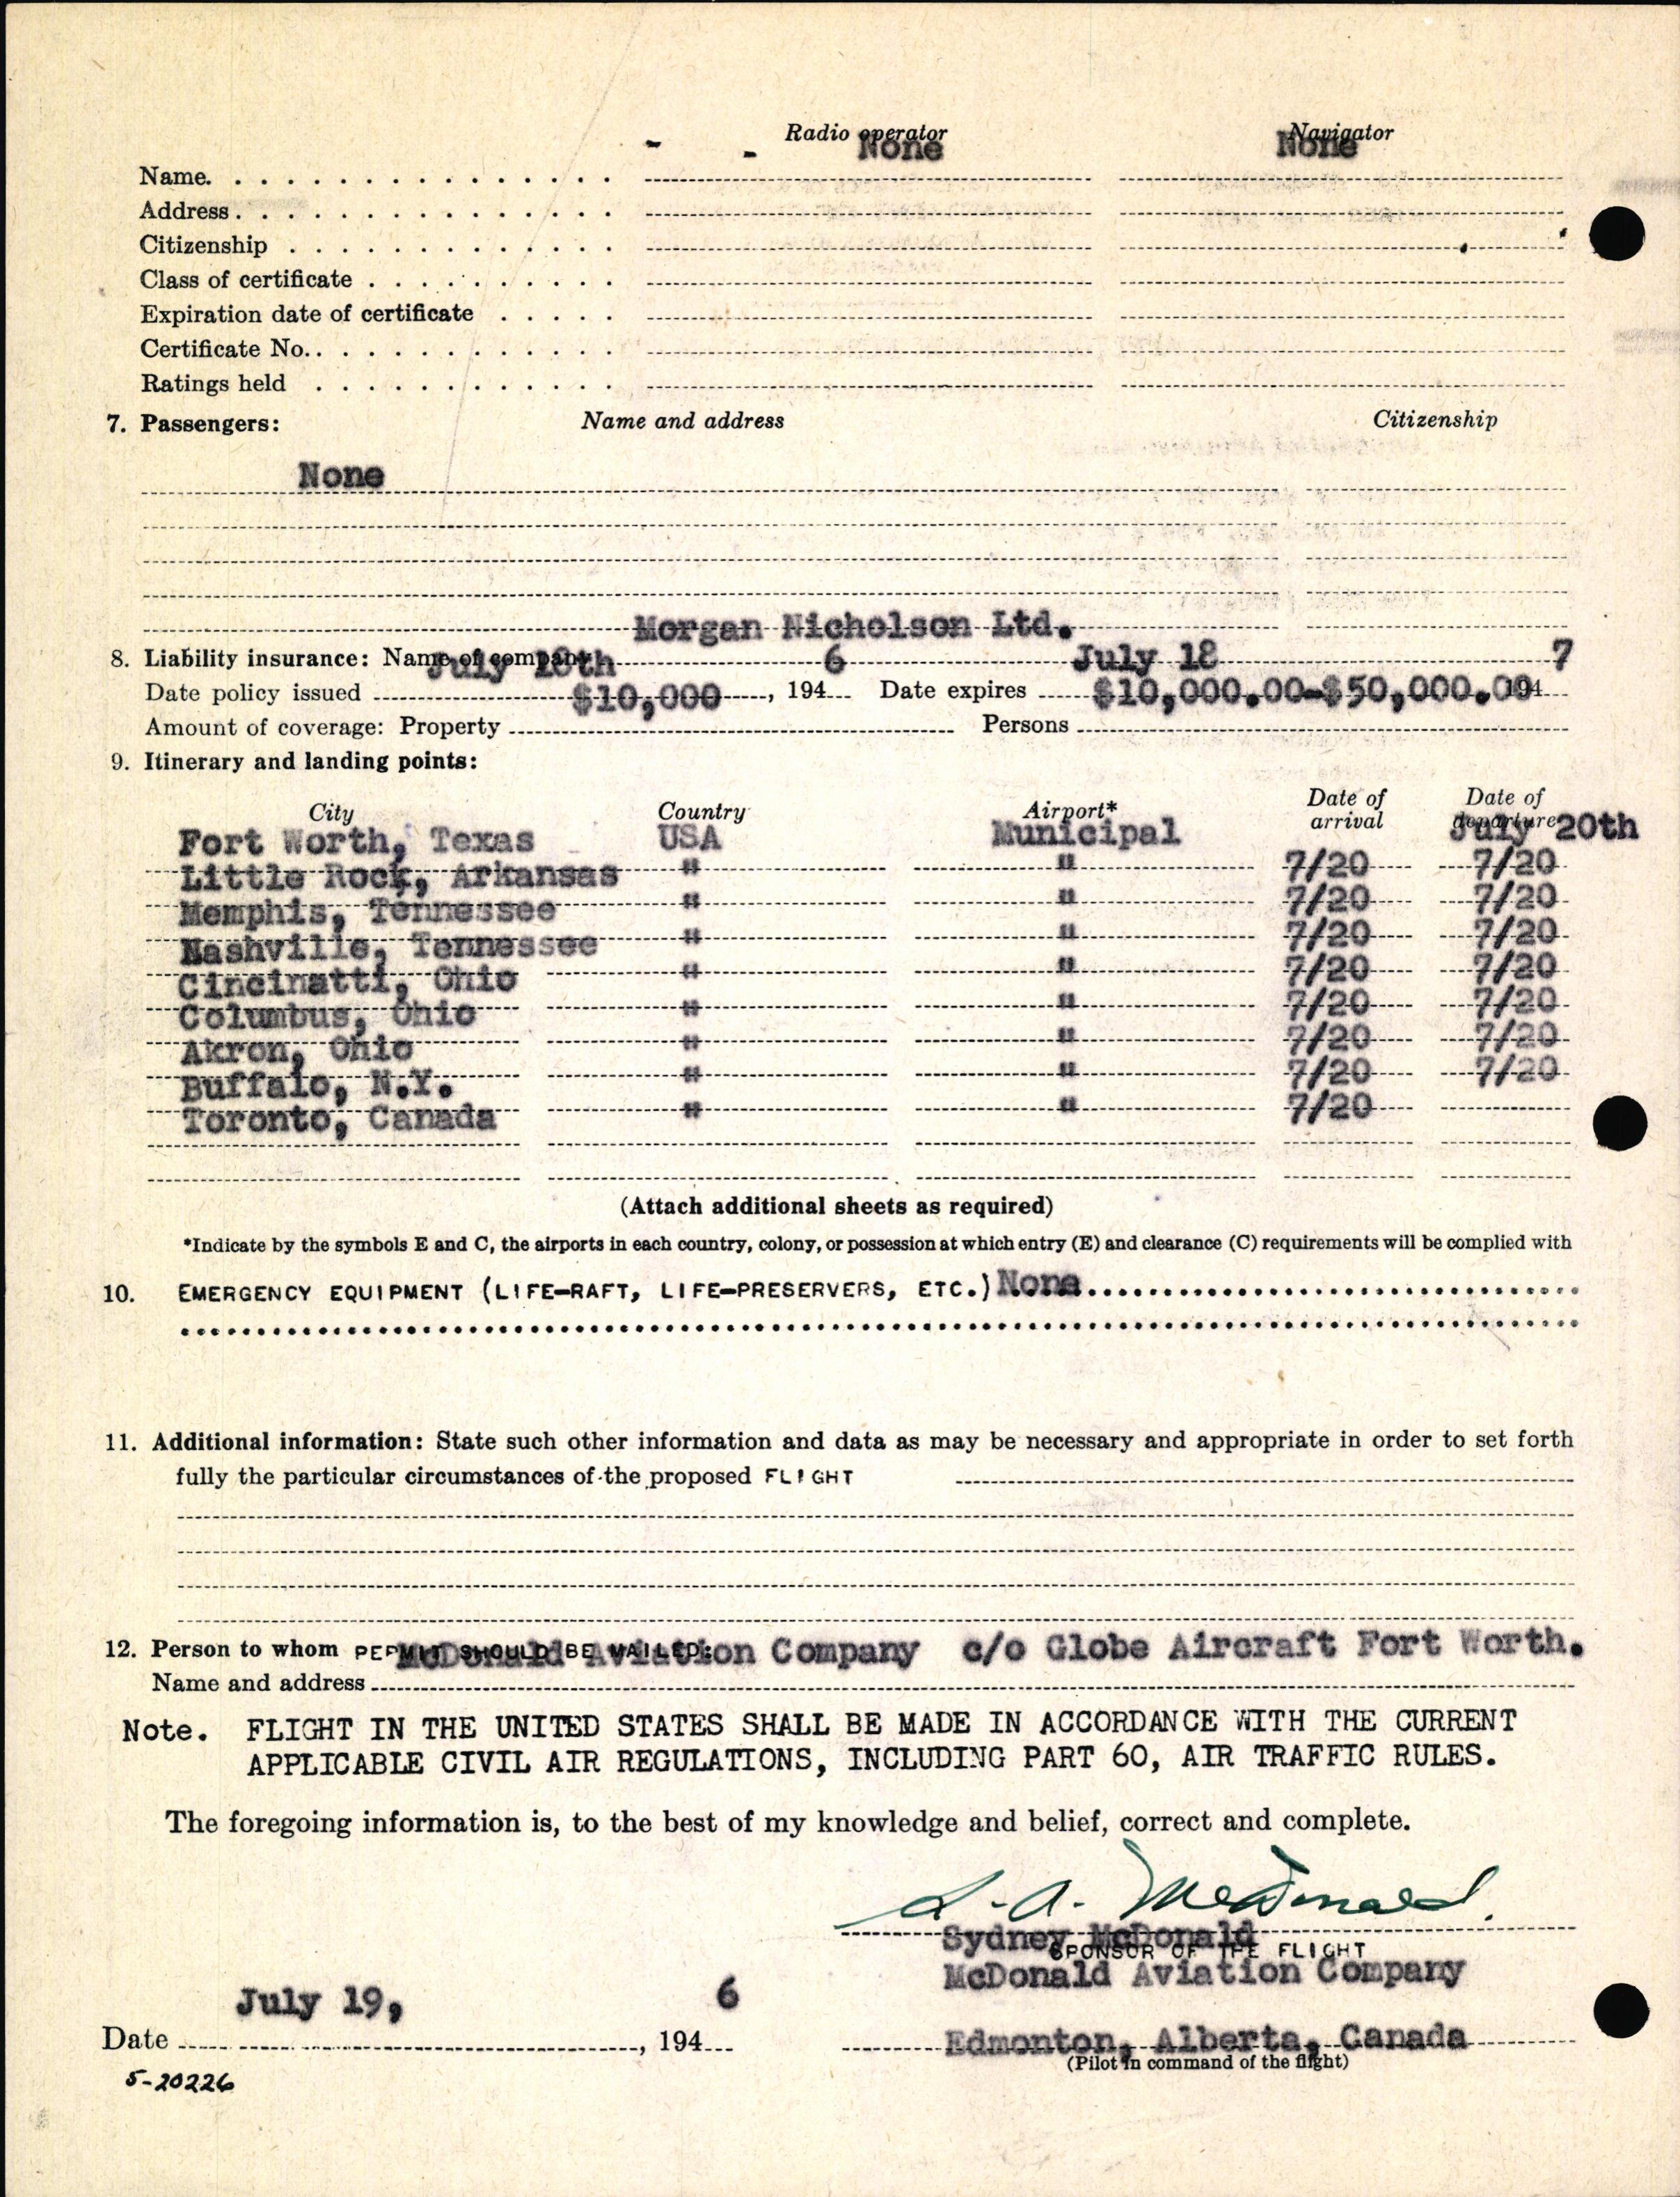 Radio operator Navigator
None None
Name. . . . . . . . . . . . . . . .
Address. . . . . . . . . . . . . . .
Citizenship . . . . . . . . . . . . .
Class of certificate . . . . . . . . . .
Expiration date of certificate . . . . .
Certificate No. . . . . . . . . . . . .
Ratings held . . . . . . . . . . . .
7. Passengers: Name and address Citizenship
None
Morgan Nicholson Ltd.
8. Liability insurance: Name of company
July 18th 6 July 18 7
Date policy issued , 194 Date expires 194
$10,000 $10,000.00-$50,000.00
Amount of coverage: Property Persons
9. Itinerary and landing points:
City Country Airport* Date of arrival Date of departure
Fort Worth, Texas USA Municipal July 20th
Little Rock, Arkansas " " 7/20 7/20
Memphis, Tennessee " " 7/20 7/20
Nashville, Tennessee " " 7/20 7/20
Cincinatti, Ohio " " 7/20 7/20
Columbus, Ohio " " 7/20 7/20
Akron, Ohio " " 7/20 7/20
Buffalo, N.Y. " " 7/20 7/20
Toronto, Canada " " 7/20
(Attach additional sheets as required)
*Indicate by the symbols E and C, the airports in each country, colony, or possession at which entry (E) and clearance (C) requirements will be complied with
10. EMERGENCY EQUIPMENT (LIFE-RAFT, LIFE-PRESERVERS, ETC.) None
11. Additional information: State such other information and data as may be necessary and appropriate in order to set forth
fully the particular circumstances of the proposed FLIGHT
12. Person to whom PERMIT SHOULD BE MAILED:
McDonald Aviation Company c/o Globe Aircraft Fort Worth.
Name and address
Note. FLIGHT IN THE UNITED STATES SHALL BE MADE IN ACCORDANCE WITH THE CURRENT
APPLICABLE CIVIL AIR REGULATIONS, INCLUDING PART 60, AIR TRAFFIC RULES.
The foregoing information is, to the best of my knowledge and belief, correct and complete.
S. A. McDonald.
Sydney McDonald
SPONSOR OF THE FLIGHT
McDonald Aviation Company
July 19, 6
Date , 194
Edmonton, Alberta, Canada
(Pilot in command of the flight)
5-20226